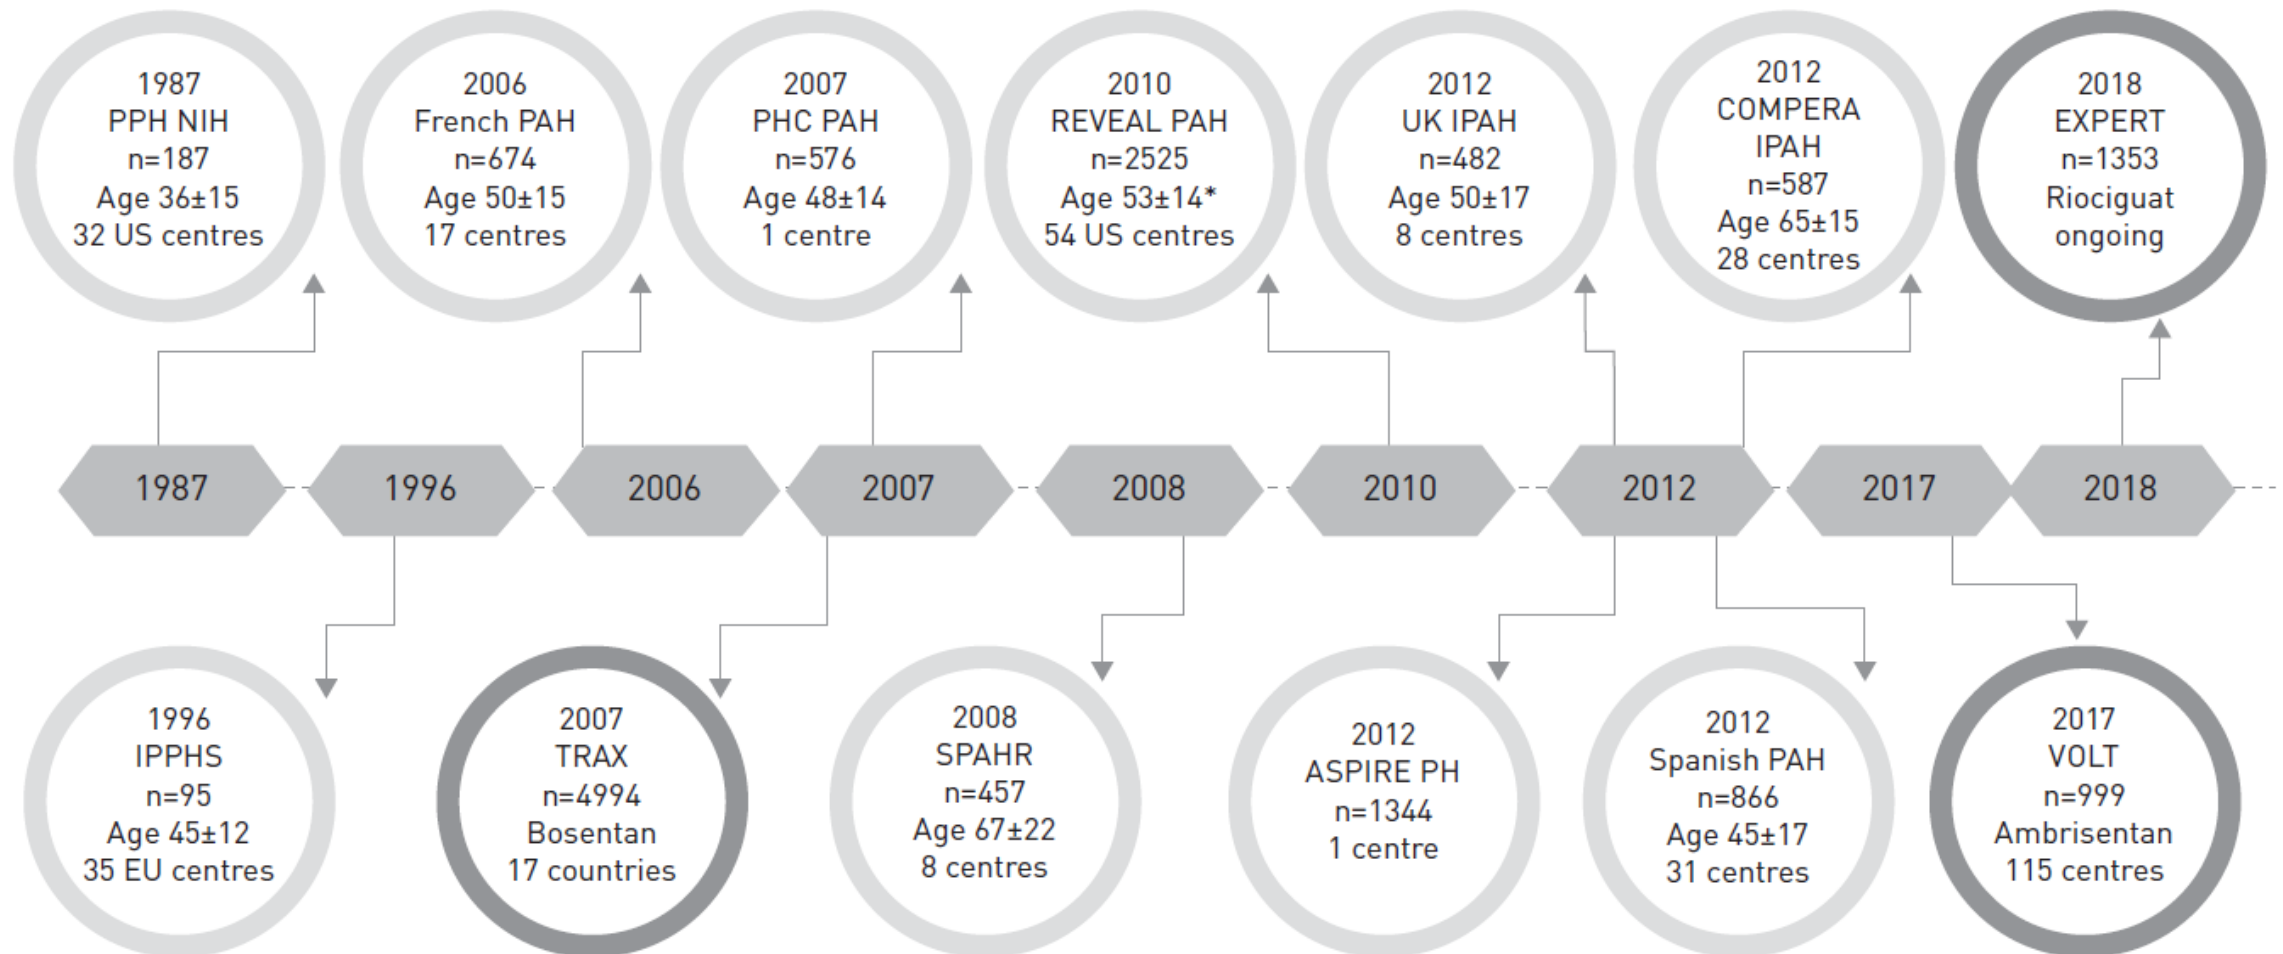 1987
PPH NIH
n=187
Age 36±15
32 US centres
2006
French PAH
n=674
Age 50±15
17 centres
2007
PHC PAH
n=576
Age 48±14
1 centre
2010
REVEAL PAH
n=2525
Age 53±14*
54 US centres
2012
UK IPAH
n=482
Age 50±17
8 centres
2012
COMPERA
IPAH
n=587
Age 65±15
28 centres
2018
EXPERT
n=1353
Riociguat
ongoing
1987
1996
2006
2007
2008
2010
2012
2017
2018
1996
IPPHS
n=95
Age 45±12
35 EU centres
2007
TRAX
n=4994
Bosentan
17 countries
2008
SPAHR
n=457
Age 67±22
8 centres
2012
ASPIRE PH
n=1344
1 centre
2012
Spanish PAH
n=866
Age 45±17
31 centres
2017
VOLT
n=999
Ambrisentan
115 centres